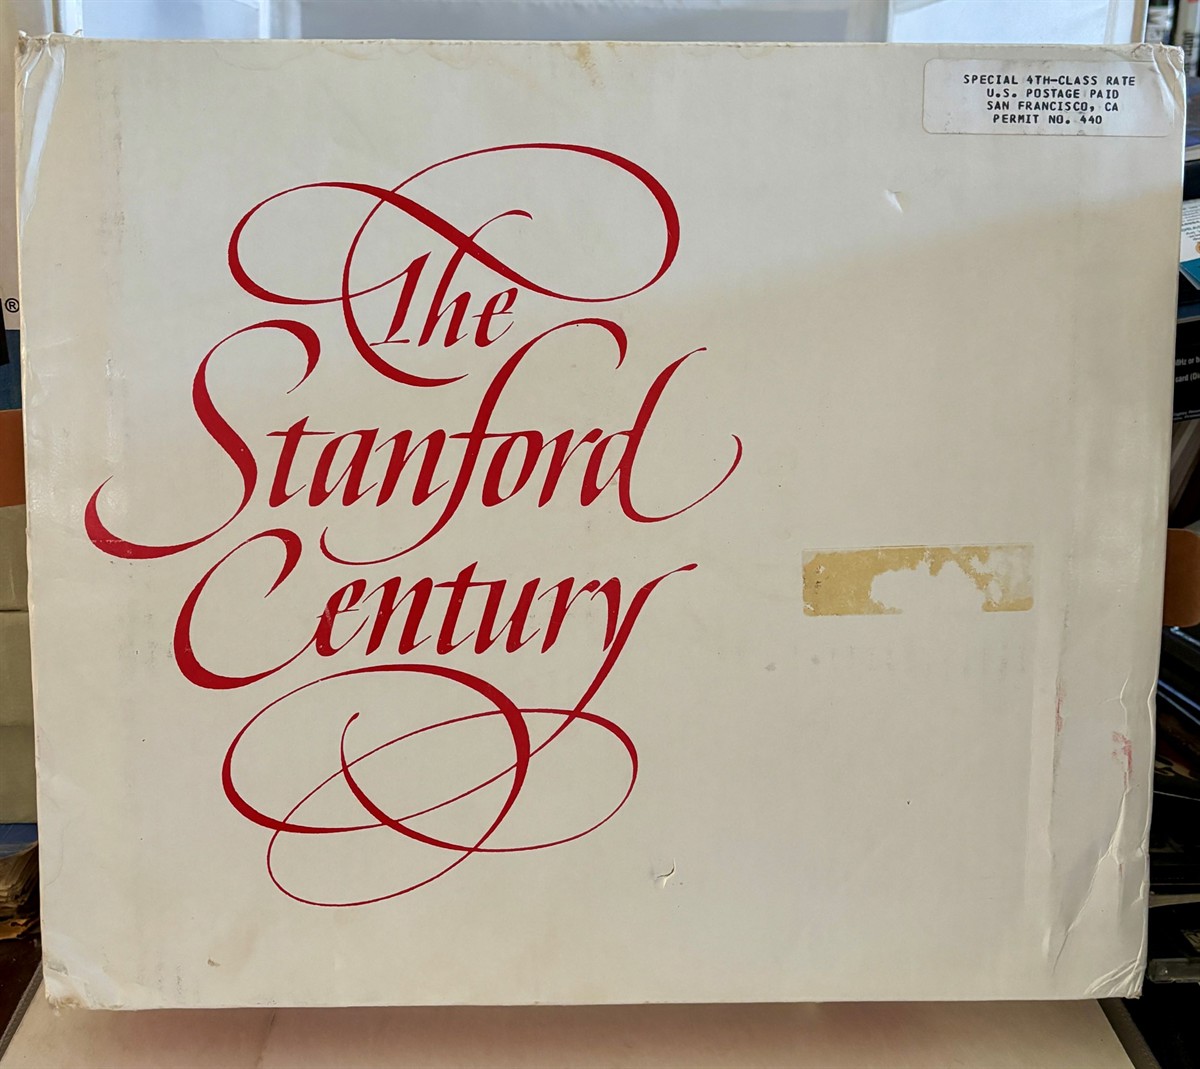 SPECIAL 4TH-CLASS RATE
U.S. POSTAGE PAID
SAN FRANCISCO, CA
PERMIT NO. 440
The
Stanford
Century
®